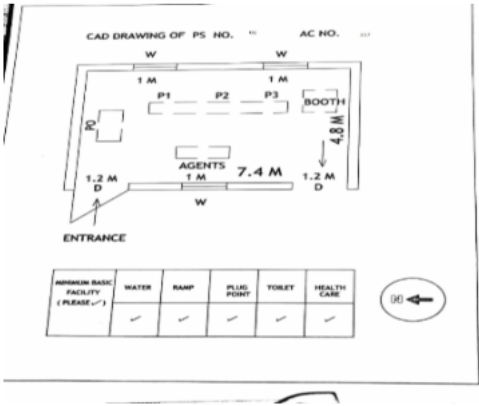 CAD DRAWING OF PS NO. AC NO.
W W
1 M 1 M
P1 P2 P3 BOOTH
PO
4.8 M
AGENTS
1.2 M 1 M 7.4 M 1.2 M
D D
W
ENTRANCE
MINIMUM BASIC FACILITY ( PLEASE ✓ ) WATER RAMP PLUG POINT TOILET HEALTH CARE
✓ ✓ ✓ ✓ ✓
N